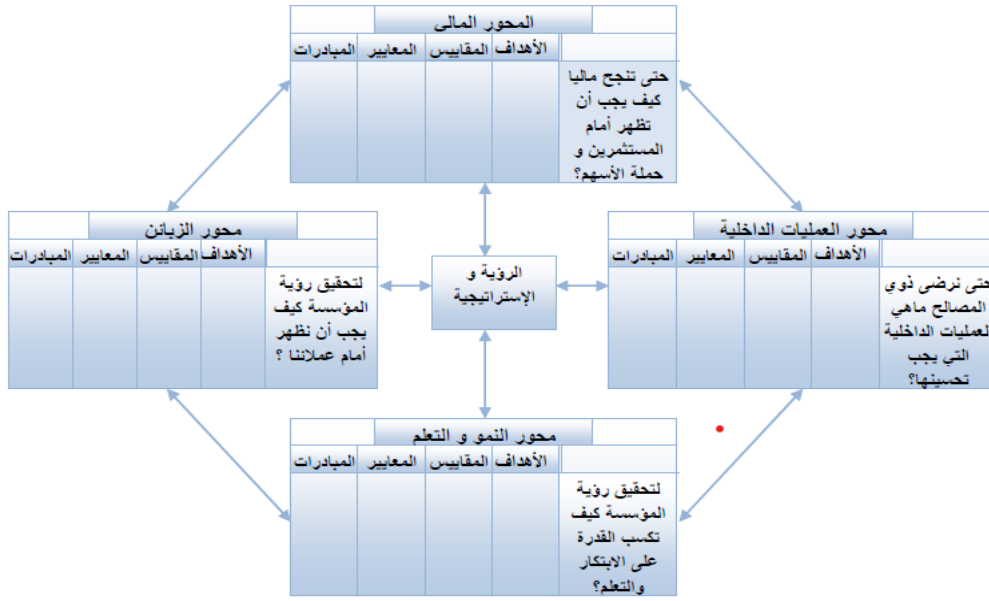 المحور المالى
الأهداف المقاييس المعايير المبادرات
حتى تنجح ماليا
كيف يجب أن
تظهر أمام
المستثمرين و
حملة الأسهم؟
محور العمليات الداخلية
الأهداف المقاييس المعايير المبادرات
حتى نرضى ذوي
المصالح ماهي
لعمليات الداخلية
التي يجب
تحسينها؟
الرؤية و
الإستراتيجية
محور الزبائن
الأهداف المقاييس المعايير المبادرات
لتحقيق رؤية
المؤسسة كيف
يجب أن نظهر
أمام عملائنا ؟
محور النمو و التعلم
الأهداف المقاييس المعايير المبادرات
لتحقيق رؤية
المؤسسة كيف
تكسب القدرة
على الابتكار
والتعلم؟